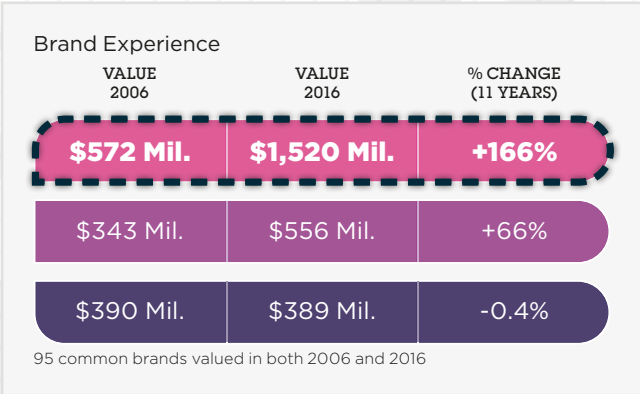 Brand Experience
VALUE 2006 VALUE 2016 % CHANGE (11 YEARS)
$572 Mil. $1,520 Mil. +166%
$343 Mil. $556 Mil. +66%
$390 Mil. $389 Mil. -0.4%
95 common brands valued in both 2006 and 2016